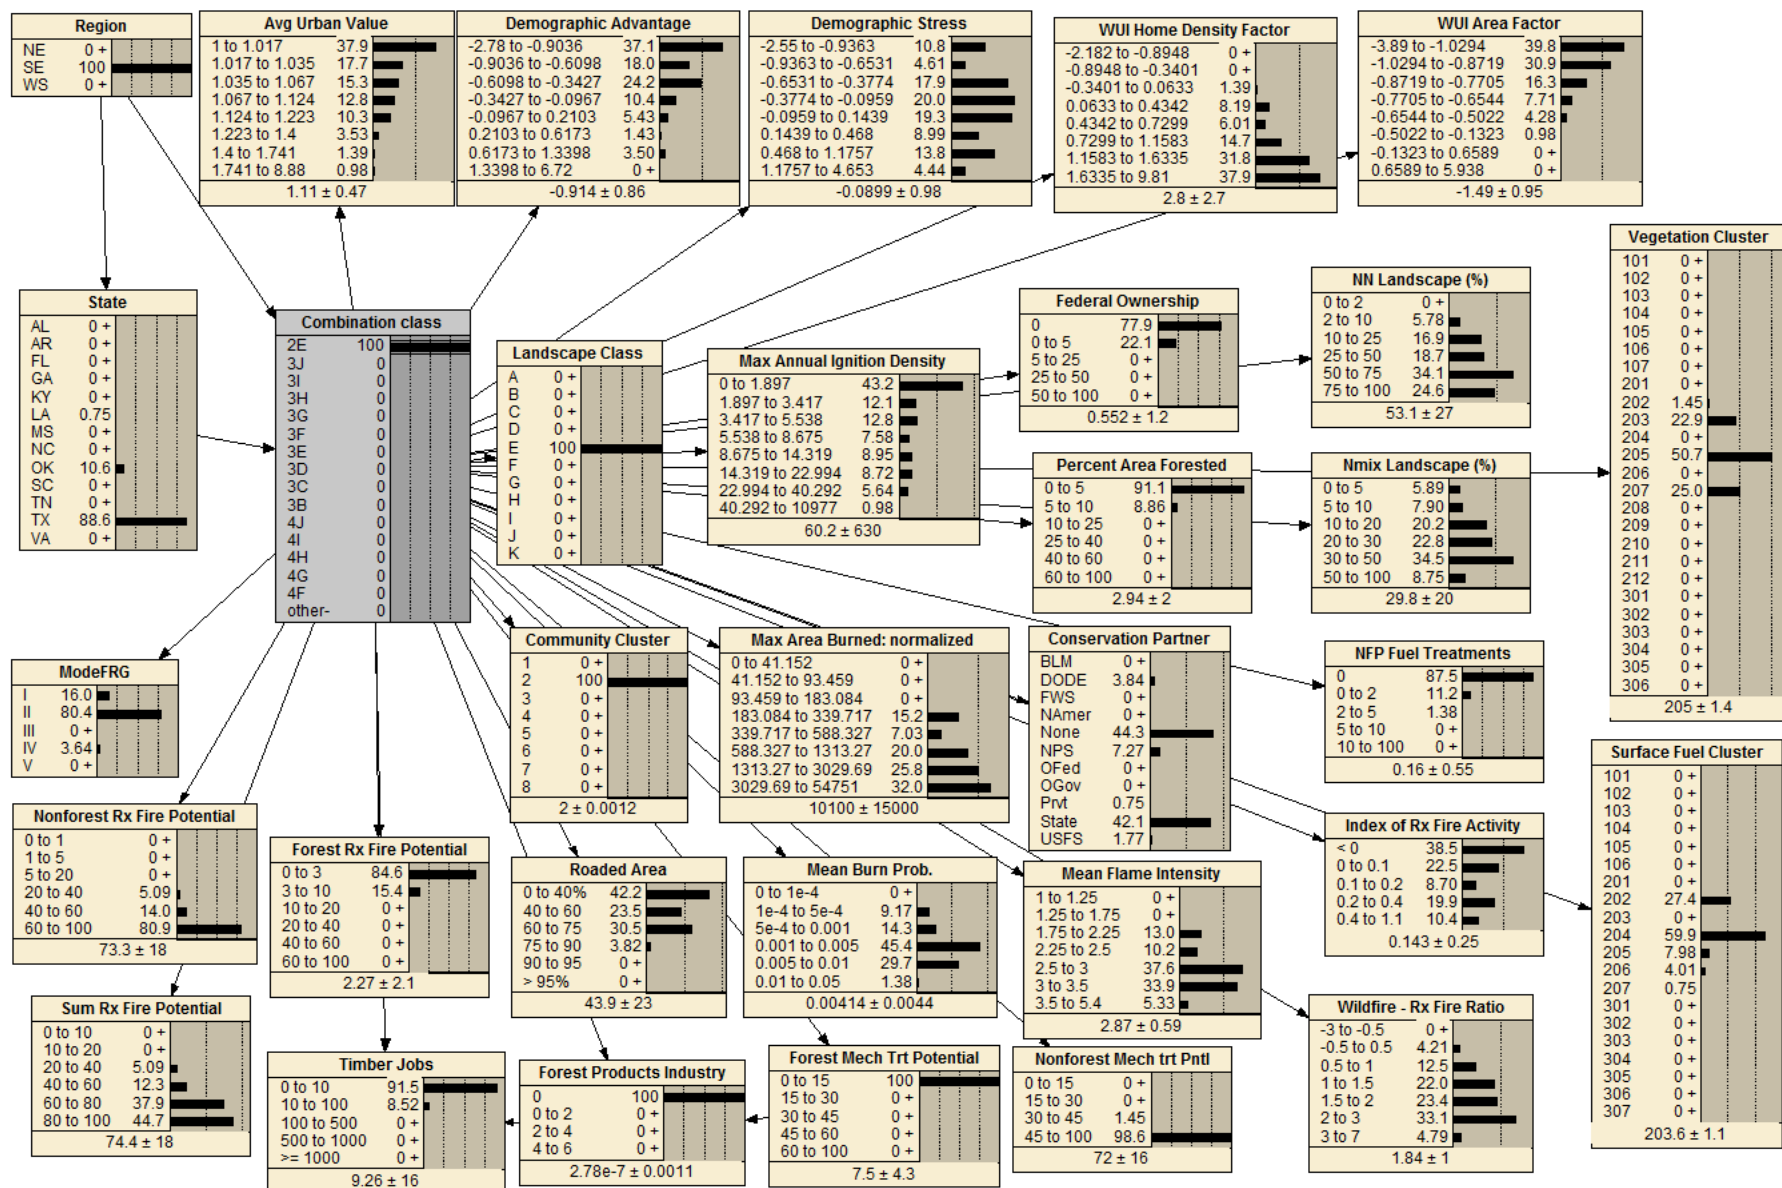 Region
NE 0 +
SE 100
WS 0 +
Avg Urban Value
1 to 1.017 37.9
1.017 to 1.035 17.7
1.035 to 1.067 15.3
1.067 to 1.124 12.8
1.124 to 1.223 10.3
1.223 to 1.4 3.53
1.4 to 1.741 1.39
1.741 to 8.88 0.98
1.11 ± 0.47
Demographic Advantage
-2.78 to -0.9036 37.1
-0.9036 to -0.6098 18.0
-0.6098 to -0.3427 24.2
-0.3427 to -0.0967 10.4
-0.0967 to 0.2103 5.43
0.2103 to 0.6173 1.43
0.6173 to 1.3398 3.50
1.3398 to 6.72 0 +
-0.914 ± 0.86
Demographic Stress
-2.55 to -0.9363 10.8
-0.9363 to -0.6531 4.61
-0.6531 to -0.3774 17.9
-0.3774 to -0.0959 20.0
-0.0959 to 0.1439 19.3
0.1439 to 0.468 8.99
0.468 to 1.1757 13.8
1.1757 to 4.653 4.44
-0.0899 ± 0.98
WUI Home Density Factor
-2.182 to -0.8948 0 +
-0.8948 to -0.3401 0 +
-0.3401 to 0.0633 1.39
0.0633 to 0.4342 8.19
0.4342 to 0.7299 6.01
0.7299 to 1.1583 14.7
1.1583 to 1.6335 31.8
1.6335 to 9.81 37.9
2.8 ± 2.7
WUI Area Factor
-3.89 to -1.0294 39.8
-1.0294 to -0.8719 30.9
-0.8719 to -0.7705 16.3
-0.7705 to -0.6544 7.71
-0.6544 to -0.5022 4.28
-0.5022 to -0.1323 0.98
-0.1323 to 0.6589 0 +
0.6589 to 5.938 0 +
-1.49 ± 0.95
State
AL 0 +
AR 0 +
FL 0 +
GA 0 +
KY 0 +
LA 0.75
MS 0 +
NC 0 +
OK 10.6
SC 0 +
TN 0 +
TX 88.6
VA 0 +
Combination class
2E 100
3J 0
3I 0
3H 0
3G 0
3F 0
3E 0
3D 0
3C 0
3B 0
4J 0
4I 0
4H 0
4G 0
4F 0
other- 0
Landscape Class
A 0 +
B 0 +
C 0 +
D 0 +
E 100
F 0 +
G 0 +
H 0 +
I 0 +
J 0 +
K 0 +
Max Annual Ignition Density
0 to 1.897 43.2
1.897 to 3.417 12.1
3.417 to 5.538 12.8
5.538 to 8.675 7.58
8.675 to 14.319 8.95
14.319 to 22.994 8.72
22.994 to 40.292 5.64
40.292 to 10977 0.98
60.2 ± 630
Federal Ownership
0 77.9
0 to 5 22.1
5 to 25 0 +
25 to 50 0 +
50 to 100 0 +
0.552 ± 1.2
NN Landscape (%)
0 to 2 0 +
2 to 10 5.78
10 to 25 16.9
25 to 50 18.7
50 to 75 34.1
75 to 100 24.6
53.1 ± 27
Vegetation Cluster
101 0 +
102 0 +
103 0 +
104 0 +
105 0 +
106 0 +
107 0 +
201 0 +
202 1.45
203 22.9
204 0 +
205 50.7
206 0 +
207 25.0
208 0 +
209 0 +
210 0 +
211 0 +
212 0 +
301 0 +
302 0 +
303 0 +
304 0 +
305 0 +
306 0 +
205 ± 1.4
Percent Area Forested
0 to 5 91.1
5 to 10 8.86
10 to 25 0 +
25 to 40 0 +
40 to 60 0 +
60 to 100 0 +
2.94 ± 2
Nmix Landscape (%)
0 to 5 5.89
5 to 10 7.90
10 to 20 20.2
20 to 30 22.8
30 to 50 34.5
50 to 100 8.75
29.8 ± 20
ModeFRG
I 16.0
II 80.4
III 0 +
IV 3.64
V 0 +
Community Cluster
1 0 +
2 100
3 0 +
4 0 +
5 0 +
6 0 +
7 0 +
8 0 +
2 ± 0.0012
Max Area Burned: normalized
0 to 41.152 0 +
41.152 to 93.459 0 +
93.459 to 183.084 0 +
183.084 to 339.717 15.2
339.717 to 588.327 7.03
588.327 to 1313.27 20.0
1313.27 to 3029.69 25.8
3029.69 to 54751 32.0
10100 ± 15000
Conservation Partner
BLM 0 +
DODE 3.84
FWS 0 +
NAmer 0 +
None 44.3
NPS 7.27
OFed 0 +
OGov 0 +
Prvt 0.75
State 42.1
USFS 1.77
NFP Fuel Treatments
0 87.5
0 to 2 11.2
2 to 5 1.38
5 to 10 0 +
10 to 100 0 +
0.16 ± 0.55
Surface Fuel Cluster
101 0 +
102 0 +
103 0 +
104 0 +
105 0 +
106 0 +
201 0 +
202 27.4
203 0 +
204 59.9
205 7.98
206 4.01
207 0.75
301 0 +
302 0 +
303 0 +
304 0 +
305 0 +
306 0 +
307 0 +
203.6 ± 1.1
Nonforest Rx Fire Potential
0 to 1 0 +
1 to 5 0 +
5 to 20 0 +
20 to 40 5.09
40 to 60 14.0
60 to 100 80.9
73.3 ± 18
Forest Rx Fire Potential
0 to 3 84.6
3 to 10 15.4
10 to 20 0 +
20 to 40 0 +
40 to 60 0 +
60 to 100 0 +
2.27 ± 2.1
Roaded Area
0 to 40% 42.2
40 to 60 23.5
60 to 75 30.5
75 to 90 3.82
90 to 95 0 +
> 95% 0 +
43.9 ± 23
Mean Burn Prob.
0 to 1e-4 0 +
1e-4 to 5e-4 9.17
5e-4 to 0.001 14.3
0.001 to 0.005 45.4
0.005 to 0.01 29.7
0.01 to 0.05 1.38
0.00414 ± 0.0044
Mean Flame Intensity
1 to 1.25 0 +
1.25 to 1.75 0 +
1.75 to 2.25 13.0
2.25 to 2.5 10.2
2.5 to 3 37.6
3 to 3.5 33.9
3.5 to 5.4 5.33
2.87 ± 0.59
Index of Rx Fire Activity
< 0 38.5
0 to 0.1 22.5
0.1 to 0.2 8.70
0.2 to 0.4 19.9
0.4 to 1.1 10.4
0.143 ± 0.25
Sum Rx Fire Potential
0 to 10 0 +
10 to 20 0 +
20 to 40 5.09
40 to 60 12.3
60 to 80 37.9
80 to 100 44.7
74.4 ± 18
Timber Jobs
0 to 10 91.5
10 to 100 8.52
100 to 500 0 +
500 to 1000 0 +
>= 1000 0 +
9.26 ± 16
Forest Products Industry
0 100
0 to 2 0 +
2 to 4 0 +
4 to 6 0 +
2.78e-7 ± 0.0011
Forest Mech Trt Potential
0 to 15 100
15 to 30 0 +
30 to 45 0 +
45 to 60 0 +
60 to 100 0 +
7.5 ± 4.3
Nonforest Mech trt Pntl
0 to 15 0 +
15 to 30 0 +
30 to 45 1.45
45 to 100 98.6
72 ± 16
Wildfire - Rx Fire Ratio
-3 to -0.5 0 +
-0.5 to 0.5 4.21
0.5 to 1 12.5
1 to 1.5 22.0
1.5 to 2 23.4
2 to 3 33.1
3 to 7 4.79
1.84 ± 1